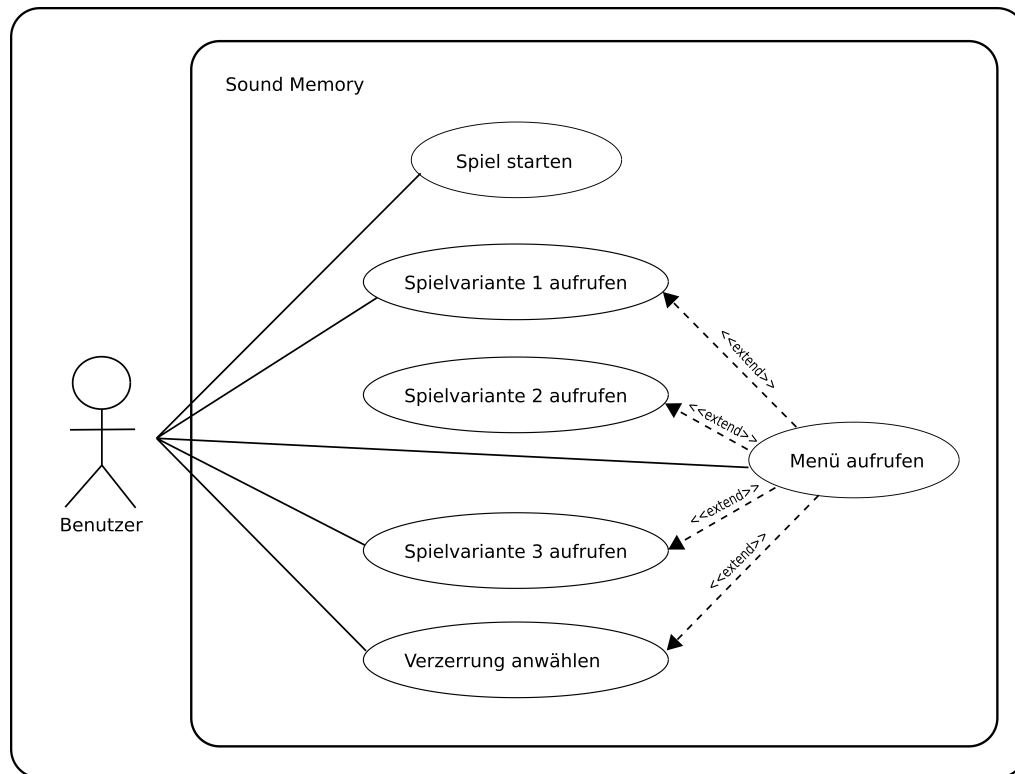 Sound Memory
Spiel starten
Spielvariante 1 aufrufen
<<extend>>
Spielvariante 2 aufrufen
<<extend>>
Menü aufrufen
<<extend>>
Benutzer
Spielvariante 3 aufrufen
<<extend>>
Verzerrung anwählen